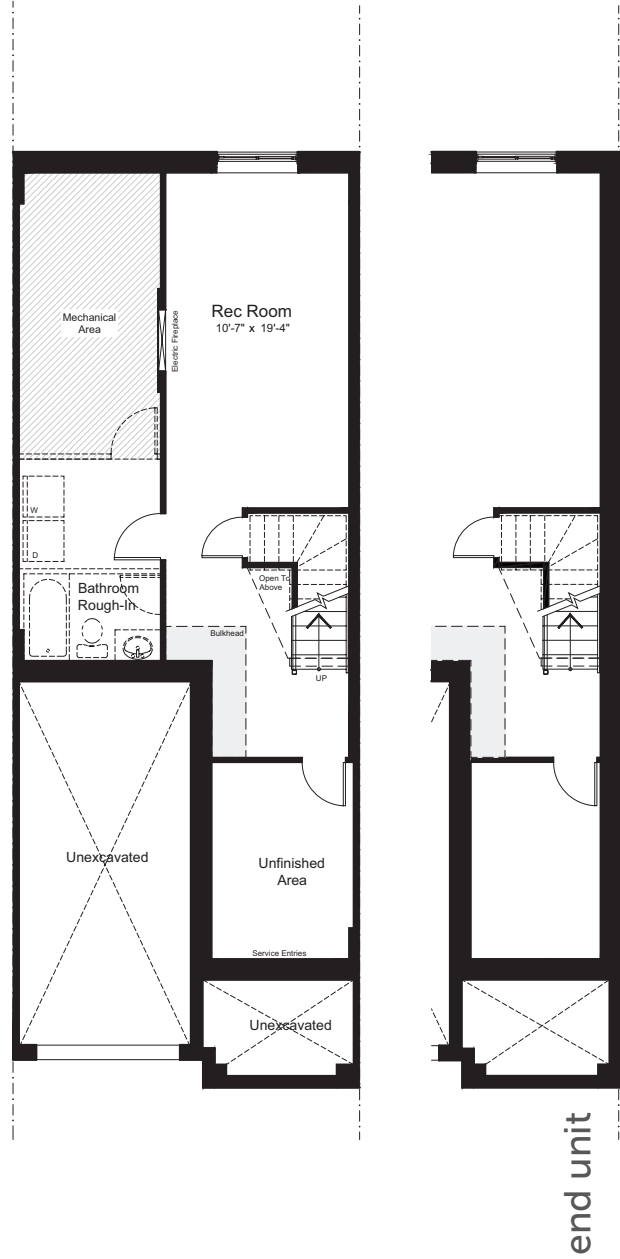 Mechanical
Area
Electric Fireplace
Rec Room
10'-7" x 19'-4"
W
D
Bathroom
Rough-In
Open To
Above
Bulkhead
UP
Unexcavated
Unfinished
Area
Service Entries
Unexcavated
end unit